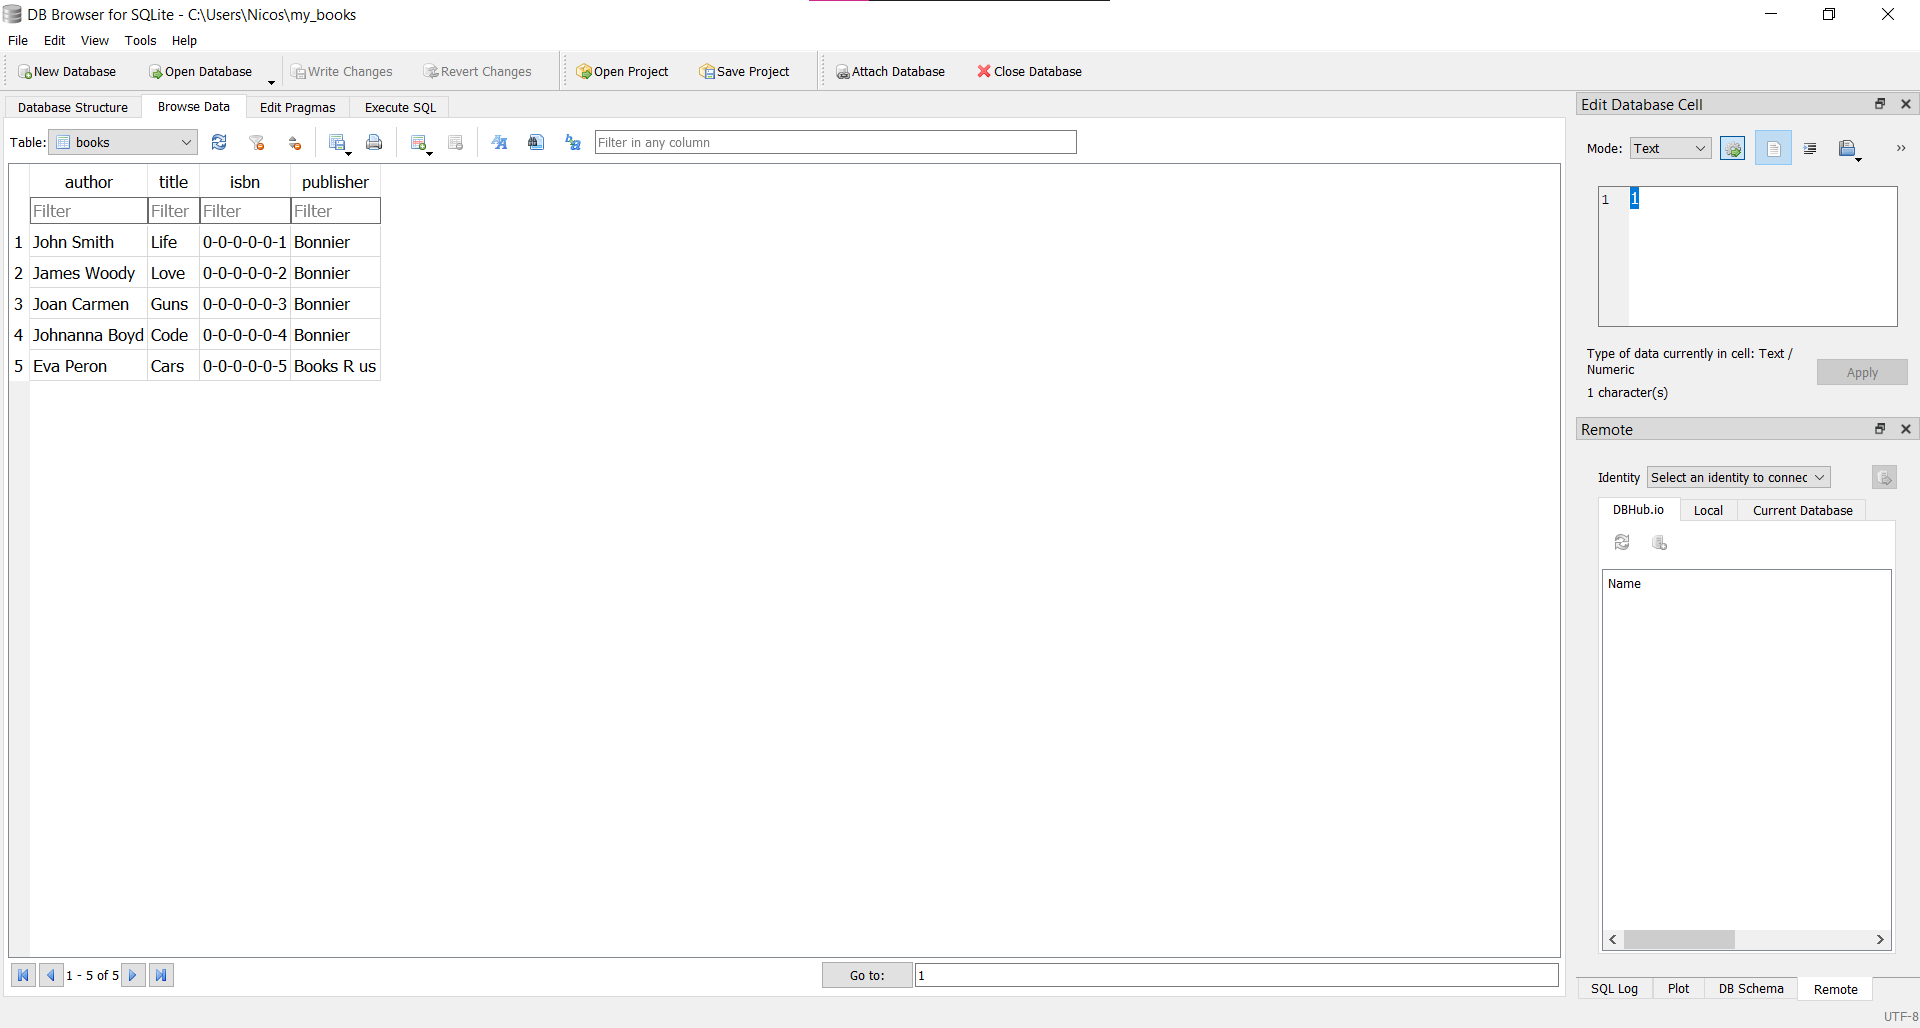 DB Browser for SQLite - C:\Users\Nicos\my_books
File Edit View Tools Help
New Database Open Database Write Changes Revert Changes Open Project Save Project Attach Database Close Database
Database Structure Browse Data Edit Pragmas Execute SQL
Table: books Filter in any column
author title isbn publisher
Filter Filter Filter Filter
1 John Smith Life 0-0-0-0-0-1 Bonnier
2 James Woody Love 0-0-0-0-0-2 Bonnier
3 Joan Carmen Guns 0-0-0-0-0-3 Bonnier
4 Johnanna Boyd Code 0-0-0-0-0-4 Bonnier
5 Eva Peron Cars 0-0-0-0-0-5 Books R us
1 - 5 of 5 Go to: 1
Edit Database Cell
Mode: Text
1 1
Type of data currently in cell: Text /
Numeric
1 character(s)
Apply
Remote
Identity Select an identity to connec
DBHub.io Local Current Database
Name
SQL Log Plot DB Schema Remote
UTF-8